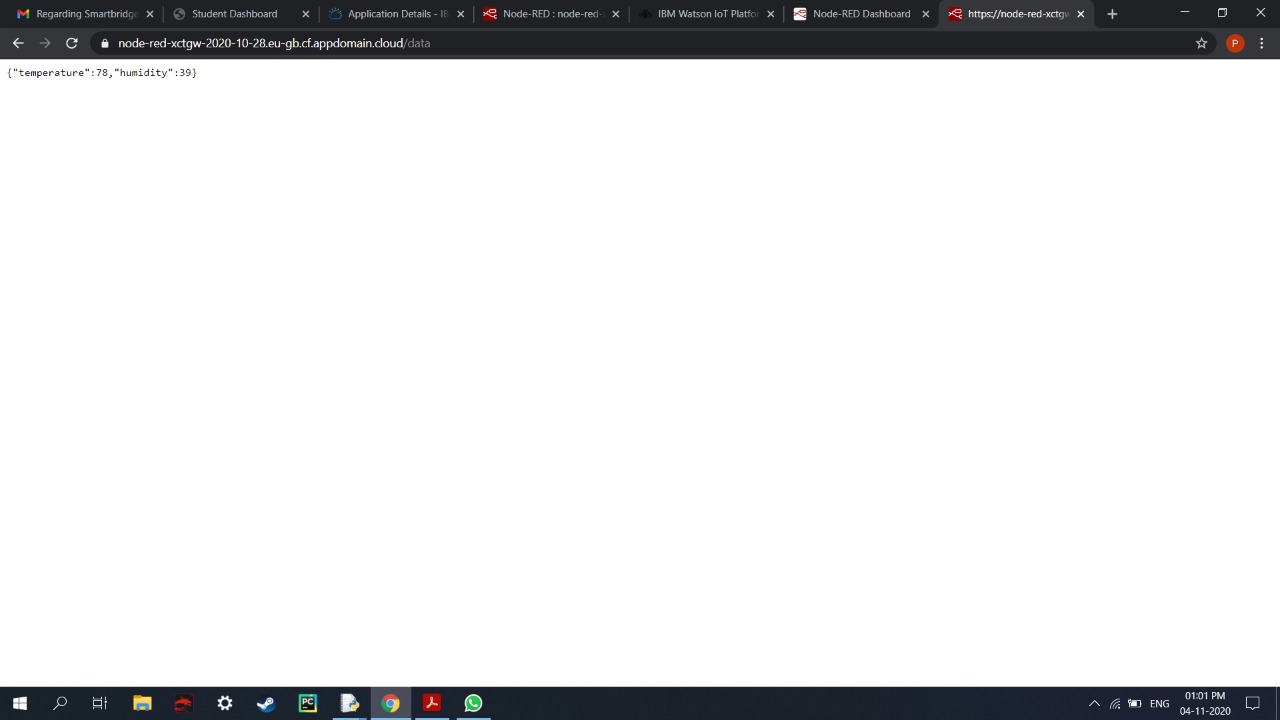 Regarding Smartbridge
Student Dashboard
Application Details - IB
Node-RED : node-red-
IBM Watson IoT Platfor
Node-RED Dashboard
https://node-red-xctgw
node-red-xctgw-2020-10-28.eu-gb.cf.appdomain.cloud/data
P
{"temperature":78,"humidity":39}
PC
ENG
01:01 PM
04-11-2020